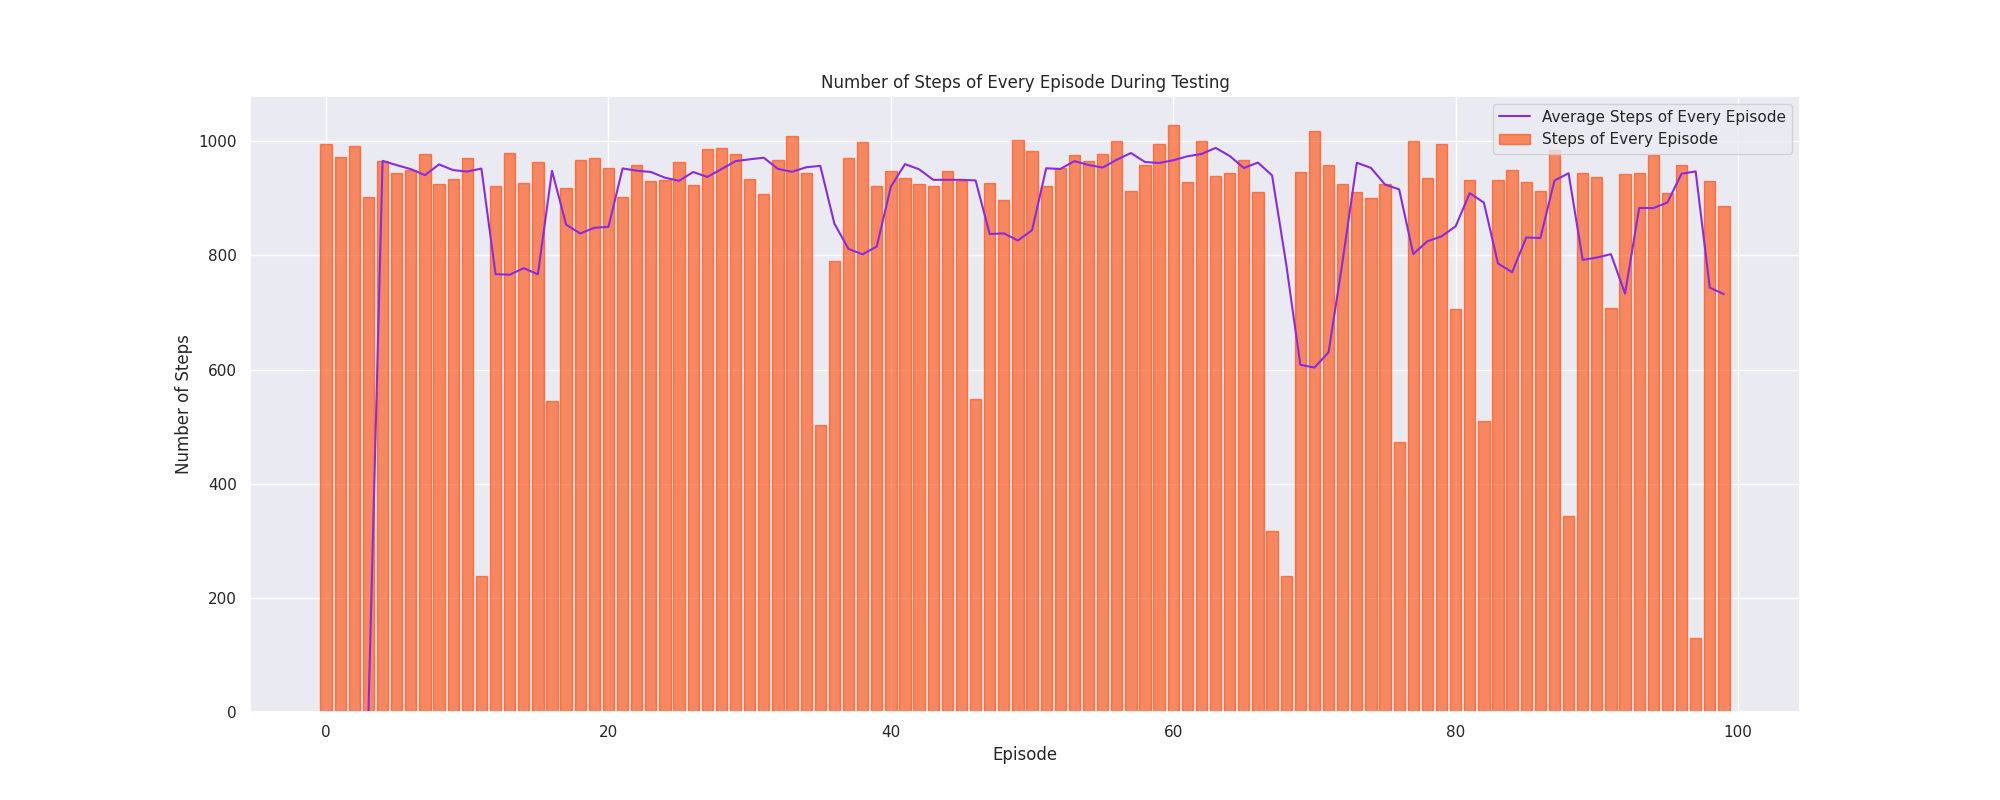 Number of Steps of Every Episode During Testing
Average Steps of Every Episode
Steps of Every Episode
1000
800
600
400
200
0
Number of Steps
0 20 40 60 80 100
Episode